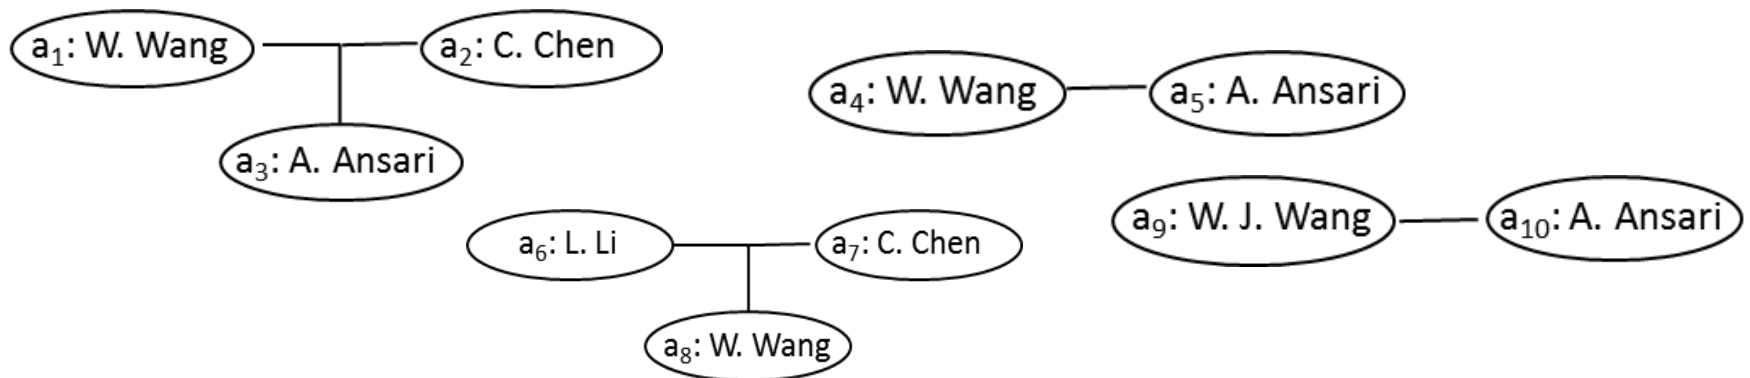 a₁: W. Wang
a₂: C. Chen
a₃: A. Ansari
a₄: W. Wang
a₅: A. Ansari
a₆: L. Li
a₇: C. Chen
a₈: W. Wang
a₉: W. J. Wang
a₁₀: A. Ansari